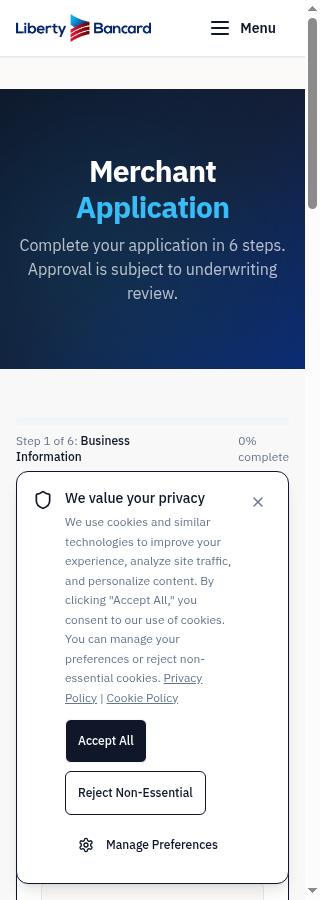 Liberty Bancard
Menu
Merchant
Application
Complete your application in 6 steps.
Approval is subject to underwriting
review.
Step 1 of 6: Business
Information
0%
complete
We value your privacy
We use cookies and similar
technologies to improve your
experience, analyze site traffic,
and personalize content. By
clicking "Accept All," you
consent to our use of cookies.
You can manage your
preferences or reject non-
essential cookies. Privacy
Policy | Cookie Policy
Accept All
Reject Non-Essential
Manage Preferences